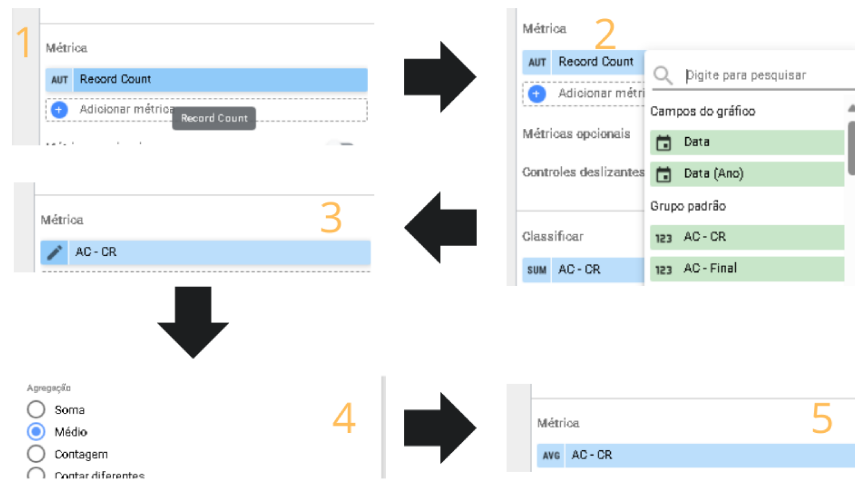 1
Métrica
AUT Record Count
Adicionar métrica
Record Count
2
Métrica
AUT Record Count
Adicionar métri
Métricas opcionais
Controles deslizantes
Classificar
SUM AC - CR
Digite para pesquisar
Campos do gráfico
Data
Data (Ano)
Grupo padrão
123 AC - CR
123 AC - Final
3
Métrica
AC - CR
4
Agregação
Soma
Médio
Contagem
Contar diferentes
5
Métrica
AVG AC - CR